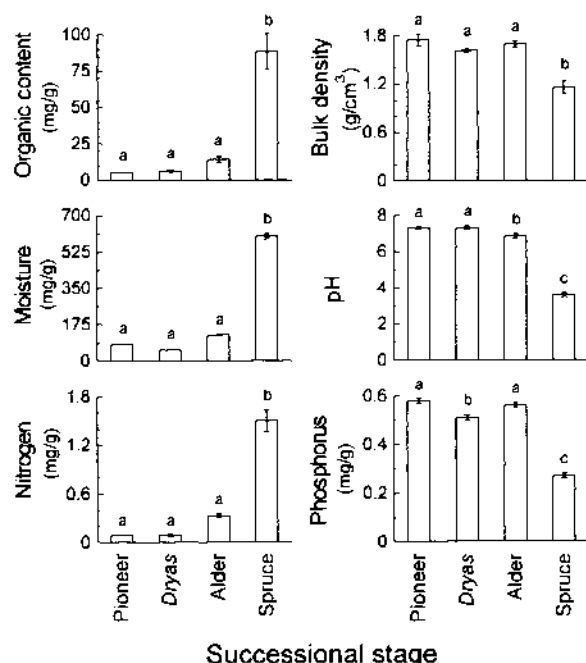 Organic content
(mg/g)
100
75
50
25
0
a
a
a
b
Bulk density
(g/cm³)
1.8
1.2
0.6
0
a
a
a
b
Moisture
(mg/g)
700
525
350
175
0
a
a
a
b
pH
8
6
4
2
0
a
a
b
c
Nitrogen
(mg/g)
1.8
1.2
0.6
0
a
a
a
b
Phosphorus
(mg/g)
0.6
0.4
0.2
0
a
b
a
c
Pioneer
Dryas
Alder
Spruce
Pioneer
Dryas
Alder
Spruce
Successional stage